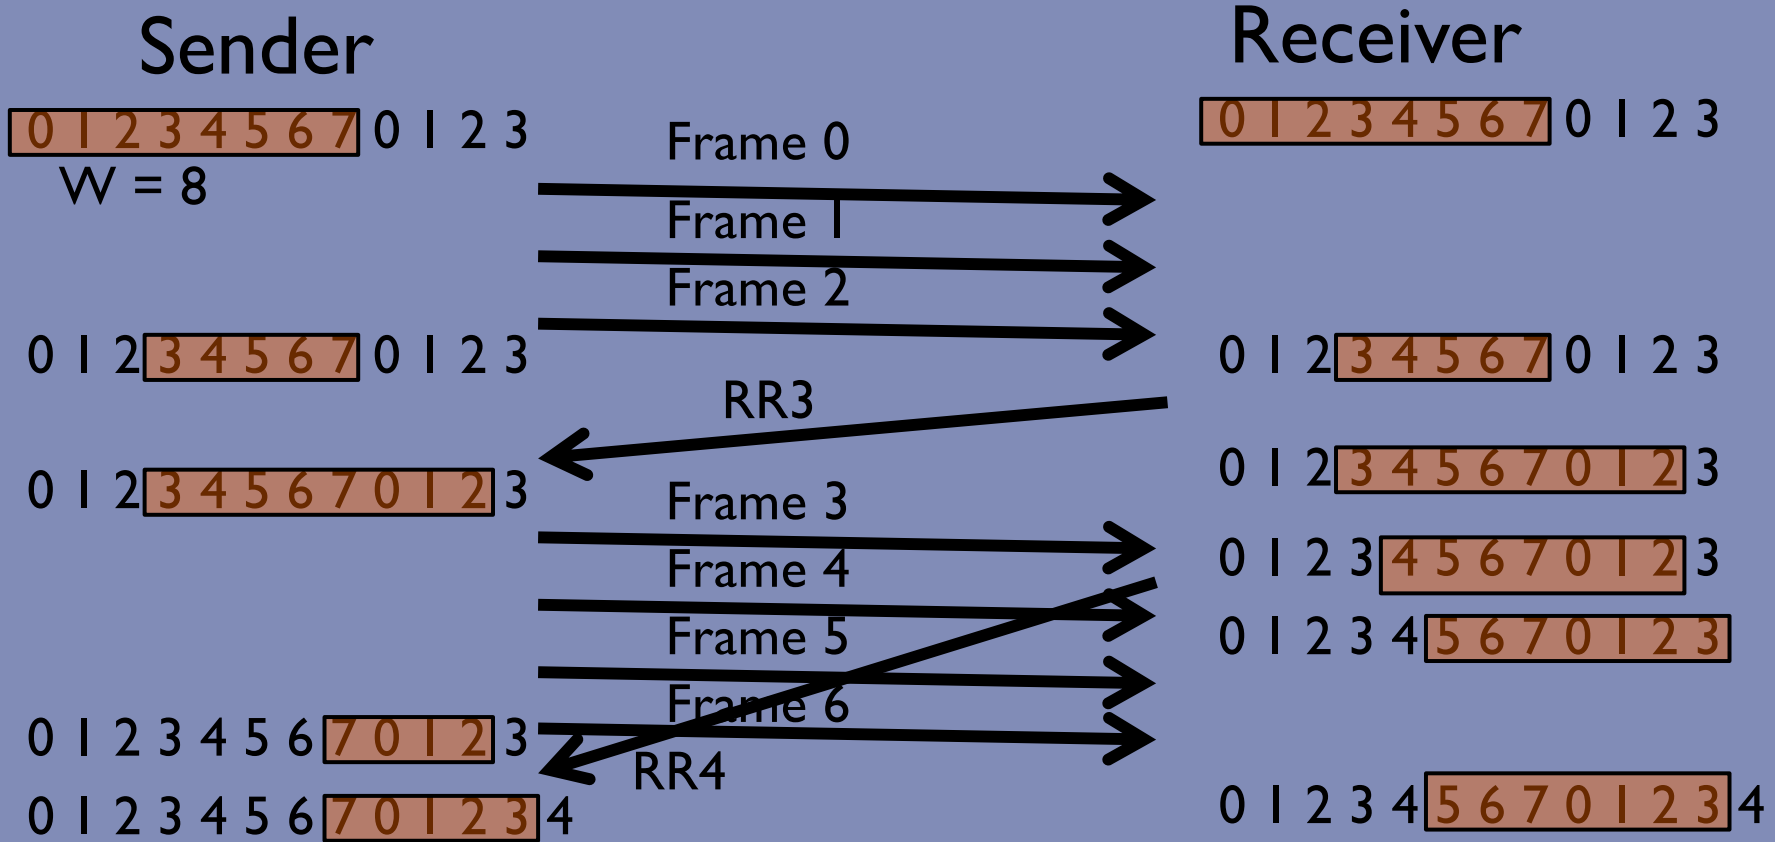 Sender
Receiver
0 1 2 3 4 5 6 7 0 1 2 3
W = 8
Frame 0
0 1 2 3 4 5 6 7 0 1 2 3
Frame 1
Frame 2
0 1 2 3 4 5 6 7 0 1 2 3
0 1 2 3 4 5 6 7 0 1 2 3
RR3
0 1 2 3 4 5 6 7 0 1 2 3
0 1 2 3 4 5 6 7 0 1 2 3
Frame 3
0 1 2 3 4 5 6 7 0 1 2 3
Frame 4
0 1 2 3 4 5 6 7 0 1 2 3
Frame 5
Frame 6
0 1 2 3 4 5 6 7 0 1 2 3
RR4
0 1 2 3 4 5 6 7 0 1 2 3 4
0 1 2 3 4 5 6 7 0 1 2 3 4